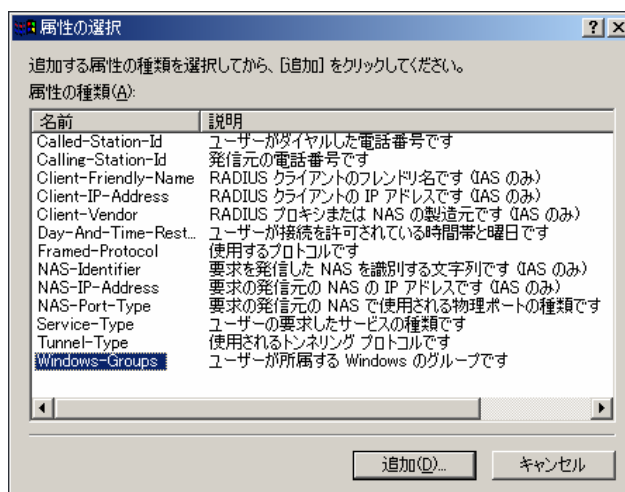 属性の選択
追加する属性の種類を選択してから、[追加] をクリックしてください。
属性の種類(A):
名前 説明
Called-Station-Id ユーザーがダイヤルした電話番号です
Calling-Station-Id 発信元の電話番号です
Client-Friendly-Name RADIUS クライアントのフレンドリ名です (IAS のみ)
Client-IP-Address RADIUS クライアントの IP アドレスです (IAS のみ)
Client-Vendor RADIUS プロキシまたは NAS の製造元です (IAS のみ)
Day-And-Time-Rest... ユーザーが接続を許可されている時間帯と曜日です
Framed-Protocol 使用するプロトコルです
NAS-Identifier 要求を発信した NAS を識別する文字列です (IAS のみ)
NAS-IP-Address 要求の発信元の NAS の IP アドレスです (IAS のみ)
NAS-Port-Type 要求の発信元の NAS で使用される物理ポートの種類です
Service-Type ユーザーの要求したサービスの種類です
Tunnel-Type 使用されるトンネリング プロトコルです
Windows-Groups ユーザーが所属する Windows のグループです
追加(D)... キャンセル